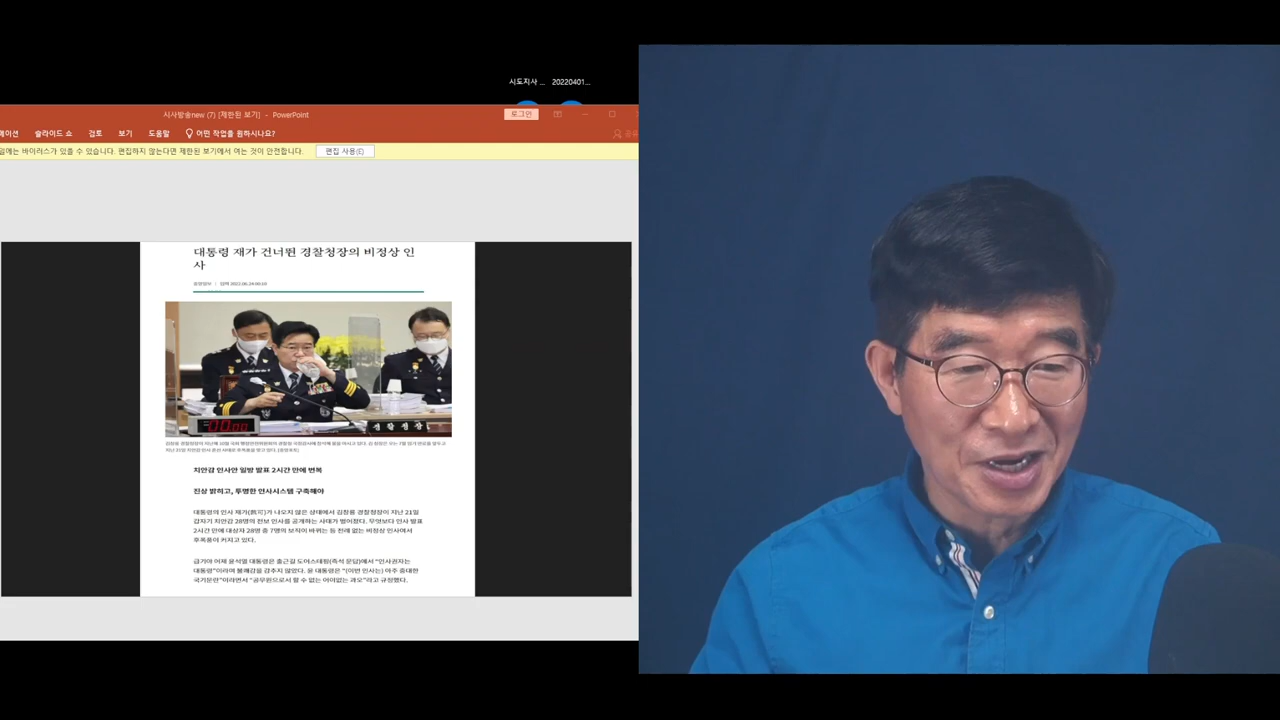 시도지사 ... 20220401...
시사방송new (7) [제한된 보기] - PowerPoint 로그인
슬라이드 쇼 검토 보기 도움말 어떤 작업을 원하시나요?
바이러스가 있을 수 있습니다. 편집하지 않는다면 제한된 보기에서 여는 것이 안전합니다. 편집 사용(E)
대통령 재가 건너뛴 경찰청장의 비정상 인
사
중앙일보 | 입력 2022.06.24 00:10
00:00
경찰청장
치안감 인사안 일방 발표 2시간 만에 번복
진상 밝히고, 투명한 인사시스템 구축해야
대통령의 인사 재가(裁可)가 나오지 않은 상태에서 김창룡 경찰청장이 지난 21일
갑자기 치안감 28명의 전보 인사를 공개하는 사태가 벌어졌다. 무엇보다 인사 발표
2시간 만에 대상자 28명 중 7명의 보직이 바뀌는 등 전례 없는 비정상 인사여서
후폭풍이 커지고 있다.
급기야 어제 윤석열 대통령은 출근길 도어스테핑(즉석 문답)에서 “인사권자는
대통령”이라며 불쾌감을 감추지 않았다. 윤 대통령은 “(이번 인사는) 아주 중대한
국기문란”이라면서 “공무원으로서 할 수 없는 어이없는 과오”라고 규정했다.